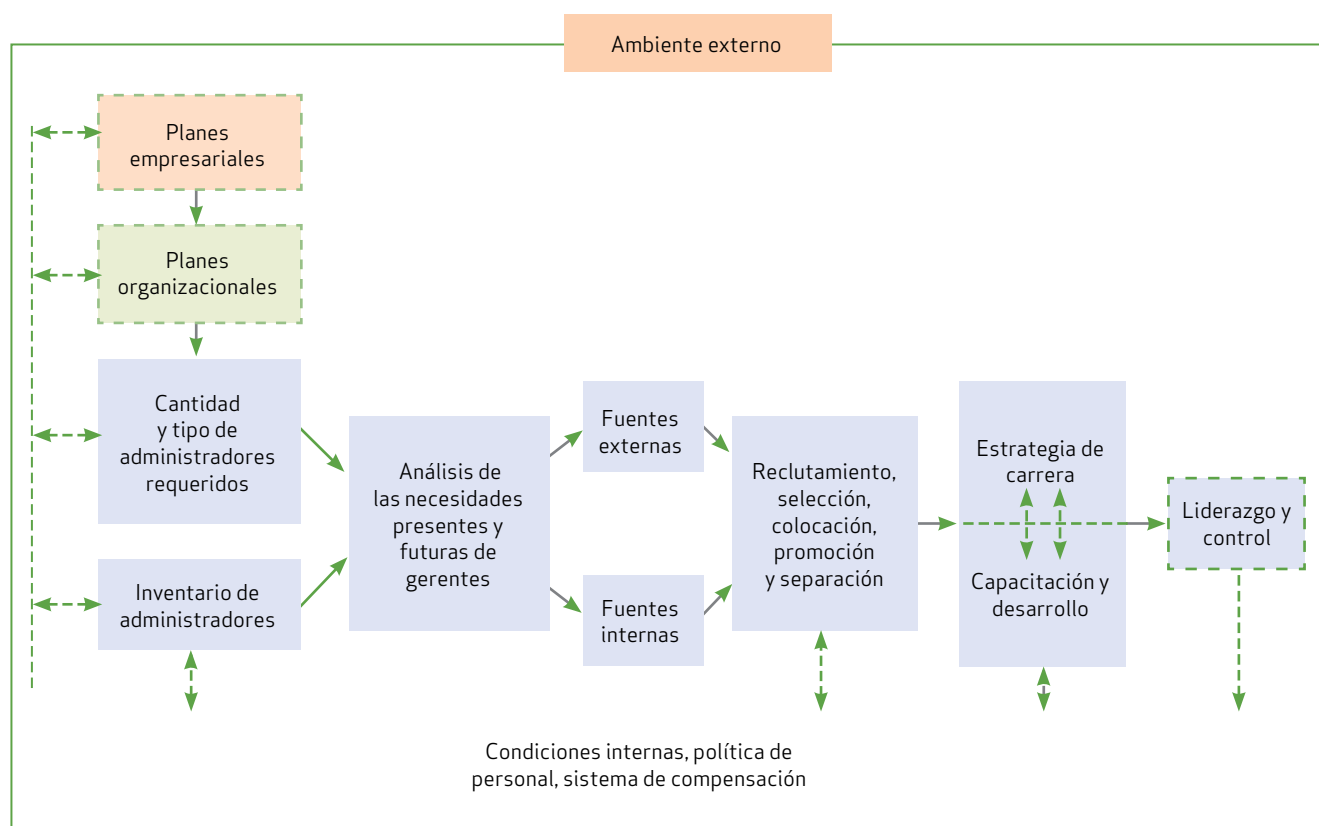 Ambiente externo
Planes
empresariales
Planes
organizacionales
Cantidad
y tipo de
administradores
requeridos
Inventario de
administradores
Análisis de
las necesidades
presentes y
futuras de
gerentes
Fuentes
externas
Fuentes
internas
Reclutamiento,
selección,
colocación,
promoción
y separación
Estrategia de
carrera
Capacitación y
desarrollo
Liderazgo y
control
Condiciones internas, política de
personal, sistema de compensación